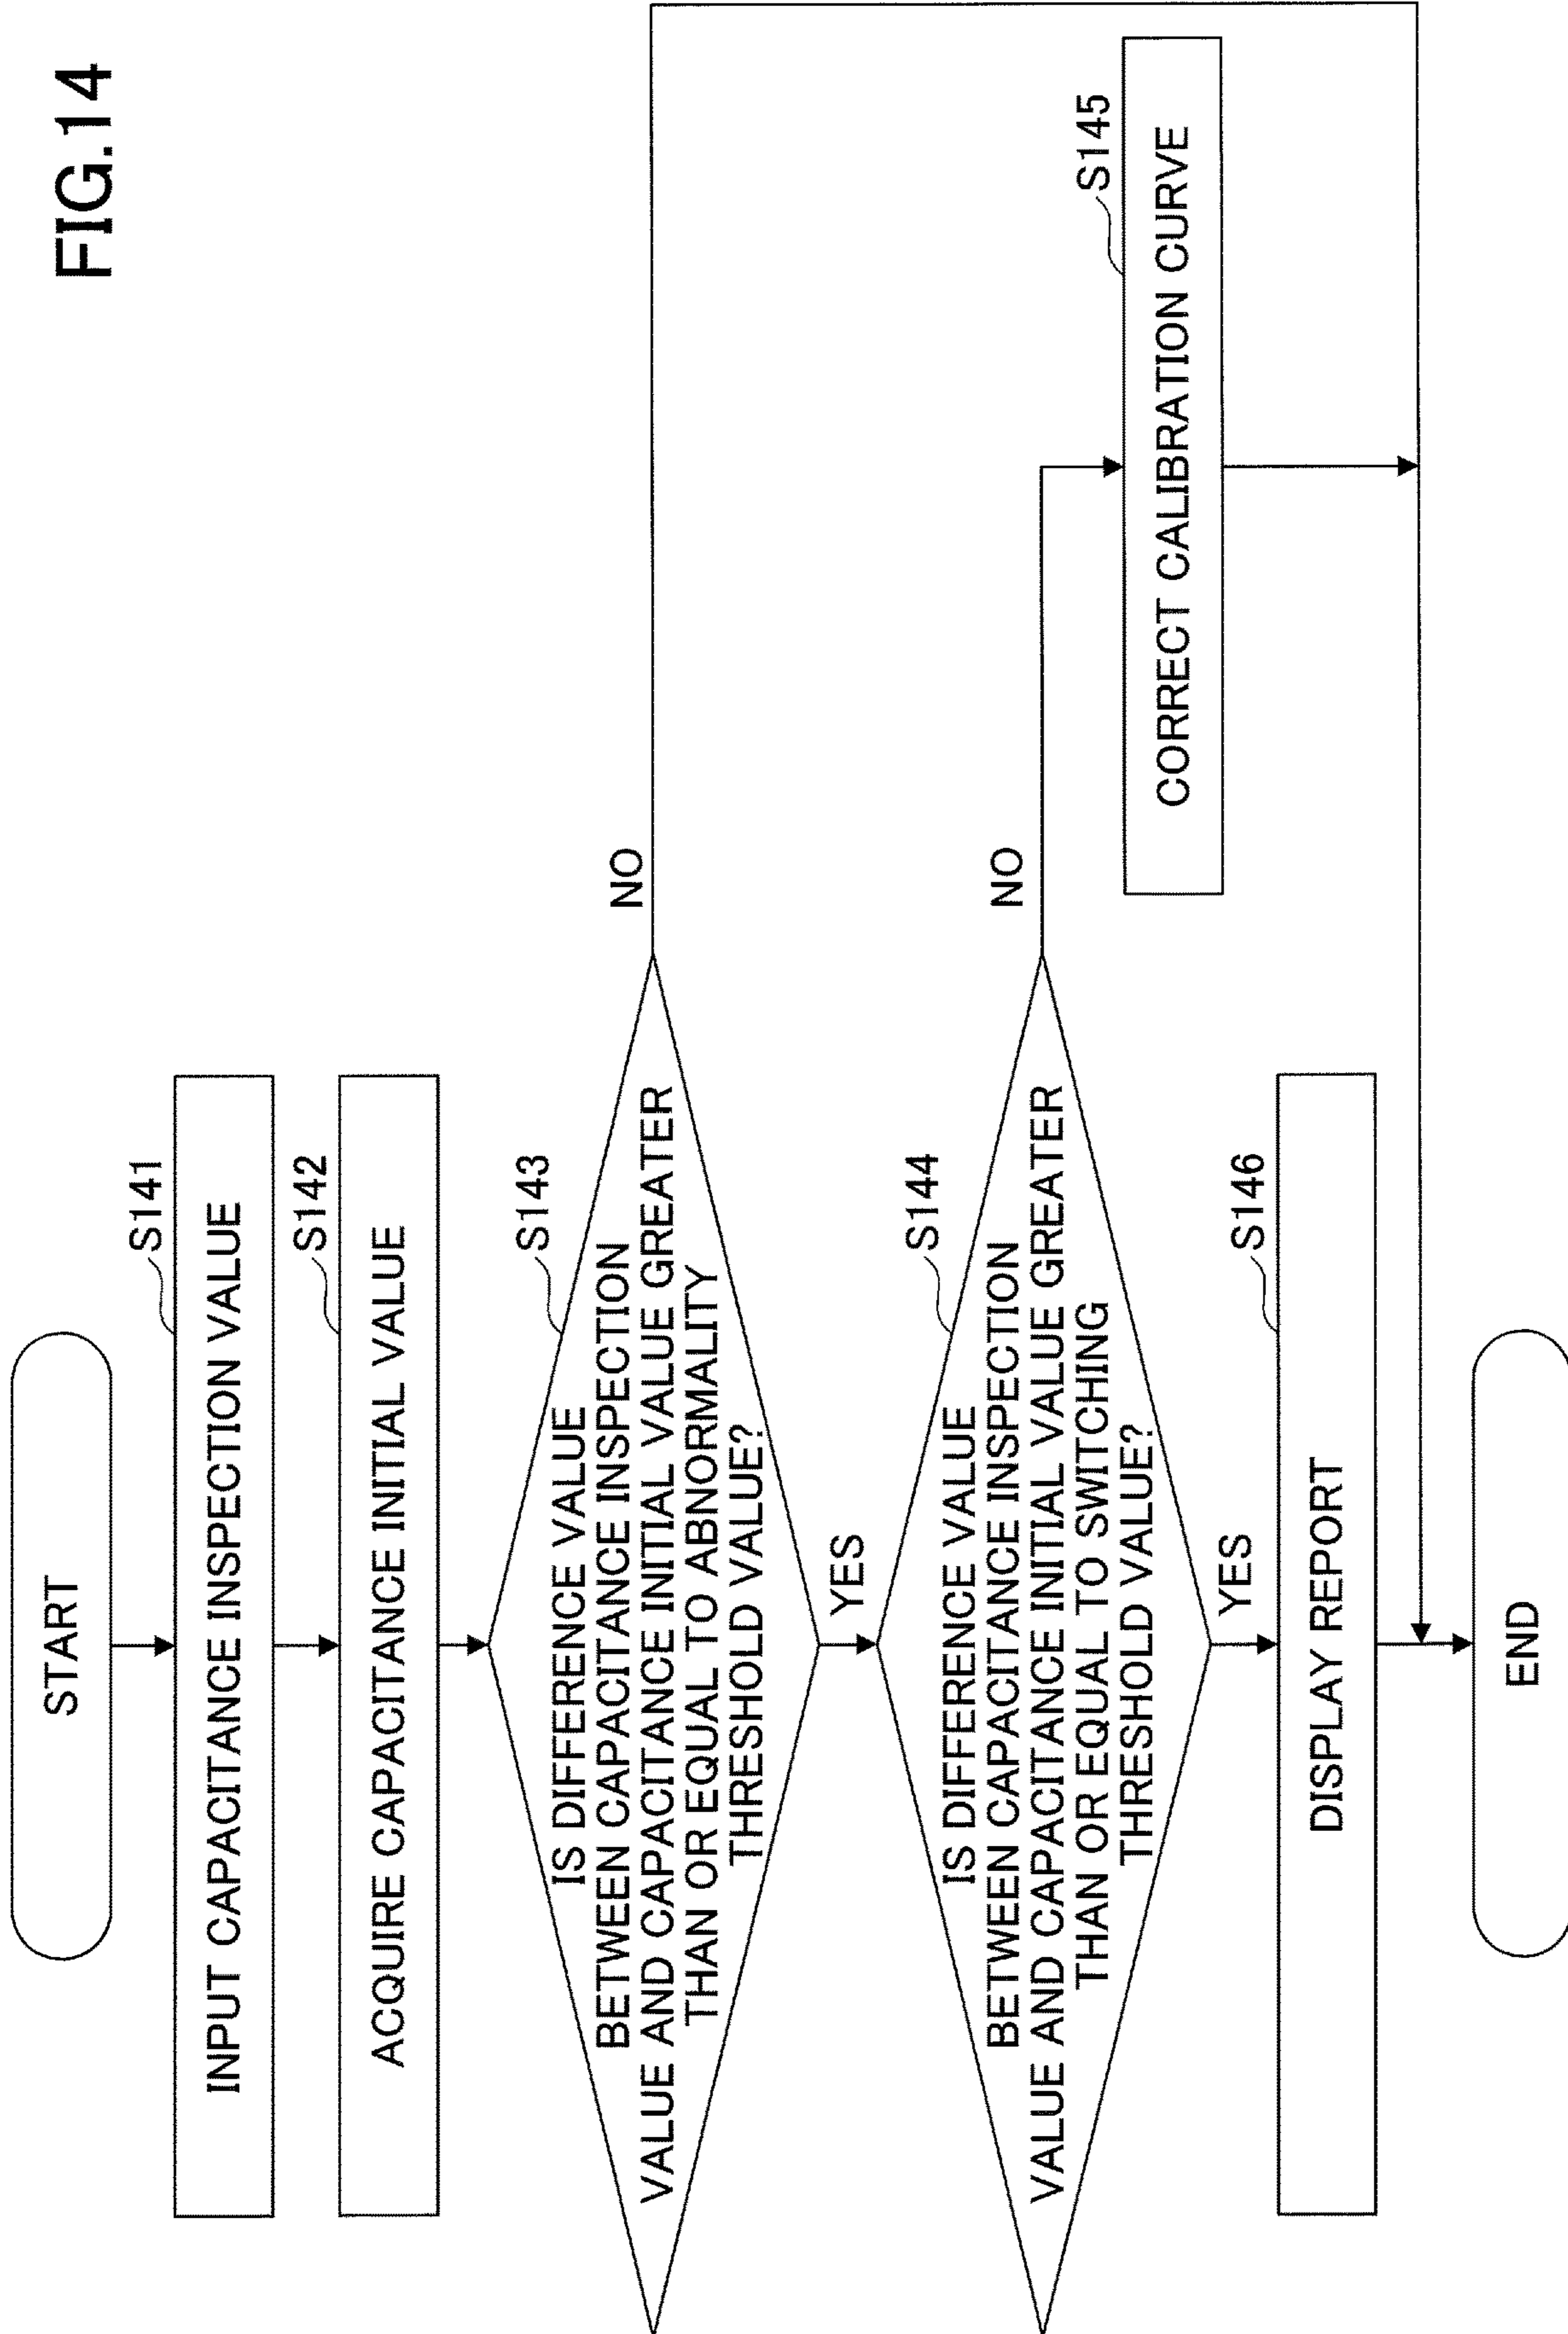 FIG.14
START
S141
INPUT CAPACITANCE INSPECTION VALUE
S142
ACQUIRE CAPACITANCE INITIAL VALUE
S143
IS DIFFERENCE VALUE
BETWEEN CAPACITANCE INSPECTION
VALUE AND CAPACITANCE INITIAL VALUE GREATER
THAN OR EQUAL TO ABNORMALITY
THRESHOLD VALUE?
NO
YES
S144
IS DIFFERENCE VALUE
BETWEEN CAPACITANCE INSPECTION
VALUE AND CAPACITANCE INITIAL VALUE GREATER
THAN OR EQUAL TO SWITCHING
THRESHOLD VALUE?
NO
S145
CORRECT CALIBRATION CURVE
YES
S146
DISPLAY REPORT
END